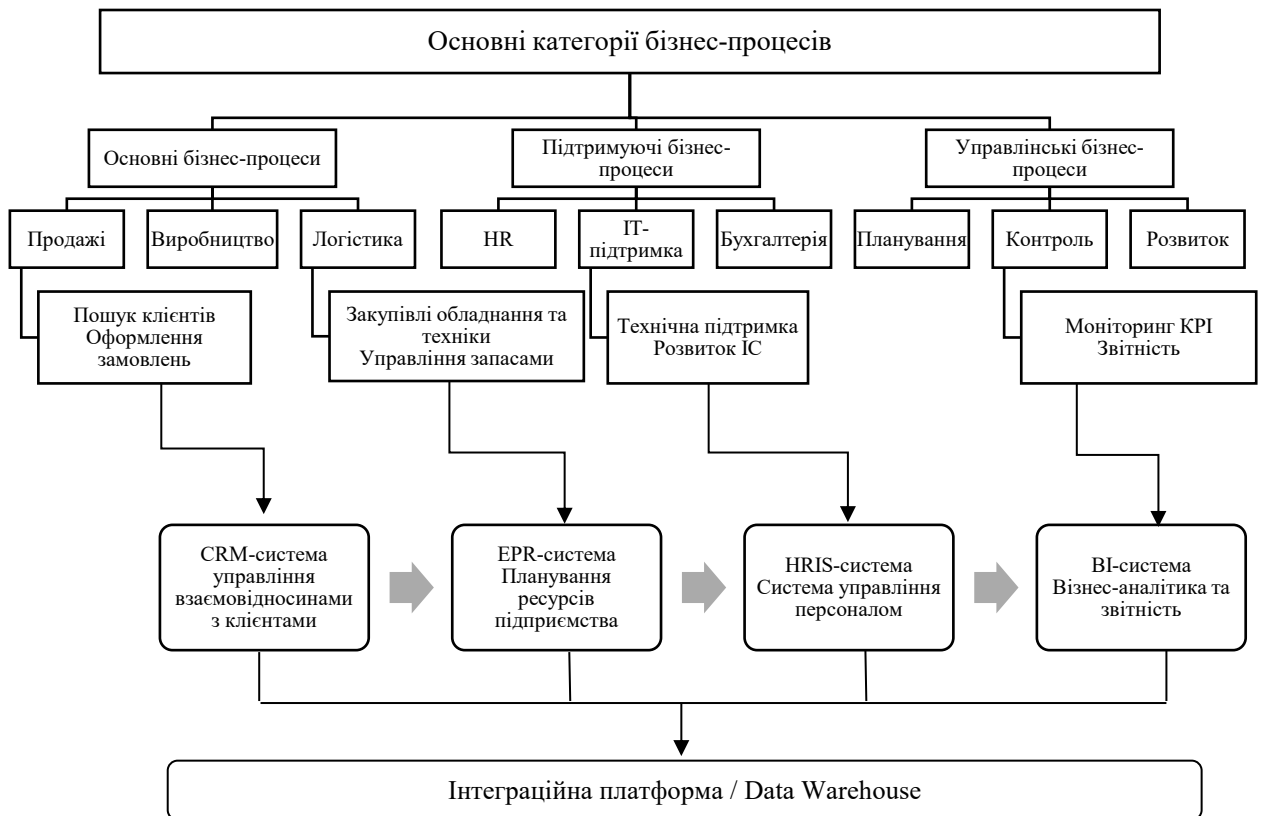 Основні категорії бізнес-процесів
Основні бізнес-процеси
Підтримуючі бізнес-
процеси
Управлінські бізнес-
процеси
Продажі
Виробництво
Логістика
HR
ІТ-
підтримка
Бухгалтерія
Планування
Контроль
Розвиток
Пошук клієнтів
Оформлення
замовлень
Закупівлі обладнання та
техніки
Управління запасами
Технічна підтримка
Розвиток ІС
Моніторинг KPI
Звітність
CRM-система
управління
взаємовідносинами
з клієнтами
EPR-система
Планування
ресурсів
підприємства
HRIS-система
Система управління
персоналом
BI-система
Бізнес-аналітика та
звітність
Інтеграційна платформа / Data Warehouse